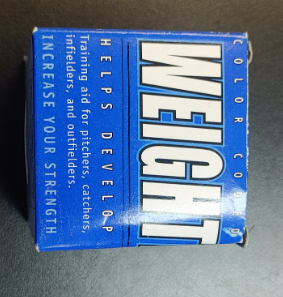 COLOR CO
WEIGHT
HELPS DEVELOP
Training aid for pitchers, catchers,
infielders, and outfielders.
INCREASE YOUR STRENGTH